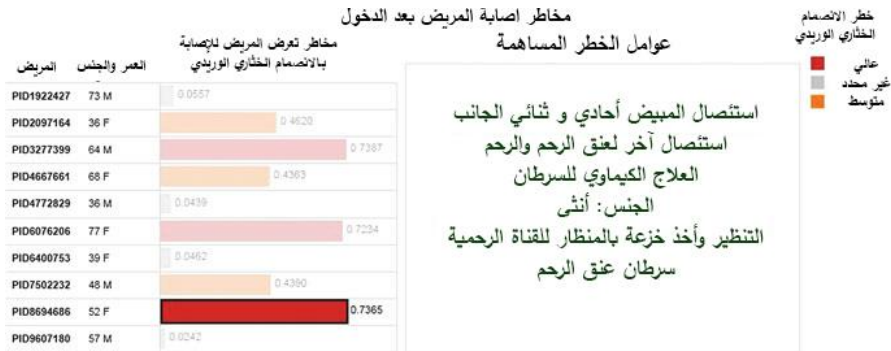 مخاطر اصابة المريض بعد الدخول
خطر الانصمام
الخثاري الوريدي
عالي
غير محدد
متوسط
عوامل الخطر المساهمة
استئصال المبيض أحادي و ثنائي الجانب
استئصال آخر لعنق الرحم والرحم
العلاج الكيماوي للسرطان
الجنس: أنثى
التنظير وأخذ خزعة بالمنظار للقناة الرحمية
سرطان عنق الرحم
مخاطر تعرض المريض للإصابة
بالانصمام الخثاري الوريدي
المريض العمر والجنس
PID1922427 73 M 0.0557
PID2097164 36 F 0.4620
PID3277399 64 M 0.7387
PID4667661 68 F 0.4363
PID4772829 36 M 0.0439
PID6076206 77 F 0.7234
PID6400753 39 F 0.0462
PID7502232 48 M 0.4390
PID8694686 52 F 0.7365
PID9607180 57 M 0.0242